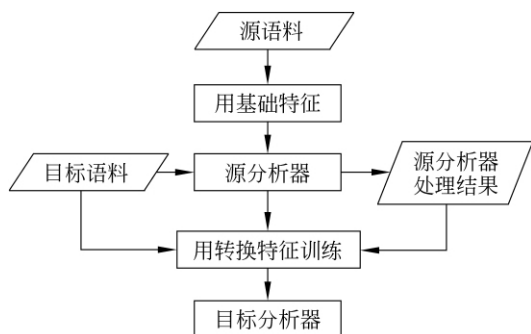 源语料
用基础特征
目标语料
源分析器
源分析器
处理结果
用转换特征训练
目标分析器